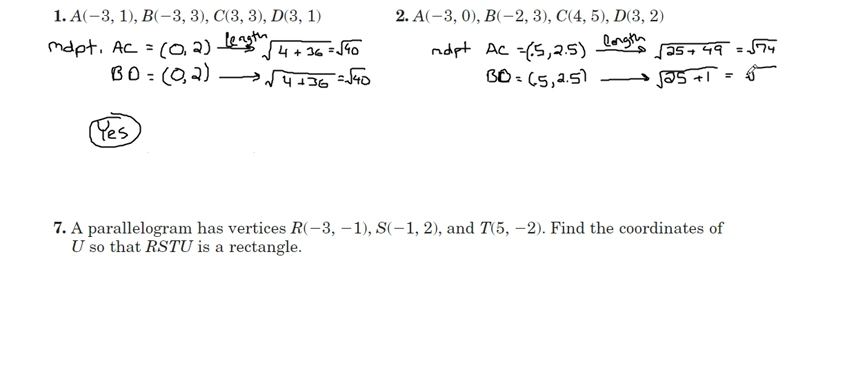 1. A(−3, 1), B(−3, 3), C(3, 3), D(3, 1)
mdpt. AC = (0, 2) length → √4 + 36 = √40
BD = (0, 2) → √4 + 36 = √40
Yes
2. A(−3, 0), B(−2, 3), C(4, 5), D(3, 2)
mdpt AC = (.5, 2.5) length → √25 + 49 = √74
BD = (.5, 2.5) → √25 + 1 = √
7. A parallelogram has vertices R(−3, −1), S(−1, 2), and T(5, −2). Find the coordinates of
U so that RSTU is a rectangle.